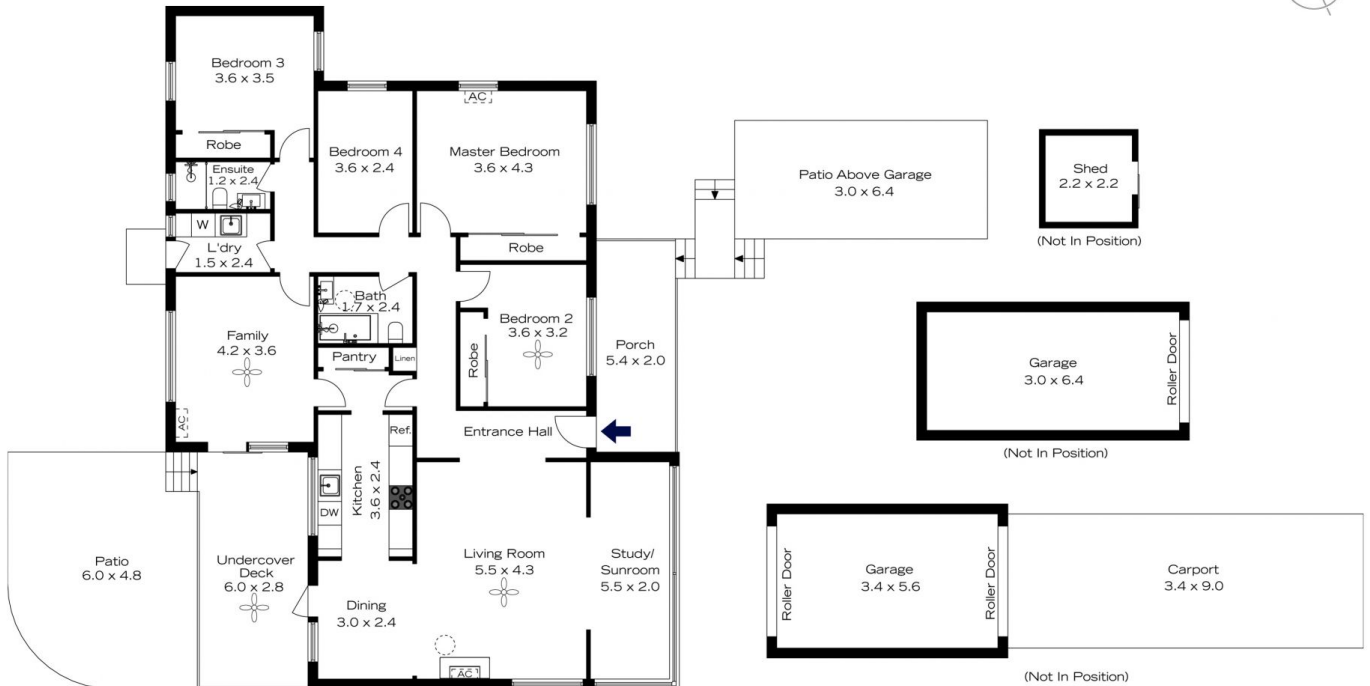 Bedroom 3
3.6 x 3.5
Robe
Ensuite
1.2 x 2.4
W
L'dry
1.5 x 2.4
Bedroom 4
3.6 x 2.4
AC
Master Bedroom
3.6 x 4.3
Robe
Bath
1.7 x 2.4
Pantry
Linen
Robe
Bedroom 2
3.6 x 3.2
Family
4.2 x 3.6
AC
Porch
5.4 x 2.0
Entrance Hall
Ref.
Kitchen
3.6 x 2.4
DW
Patio
6.0 x 4.8
Undercover
Deck
6.0 x 2.8
Dining
3.0 x 2.4
Living Room
5.5 x 4.3
AC
Study/
Sunroom
5.5 x 2.0
Patio Above Garage
3.0 x 6.4
Shed
2.2 x 2.2
(Not In Position)
Garage
3.0 x 6.4
Roller Door
(Not In Position)
Roller Door
Garage
3.4 x 5.6
Roller Door
Carport
3.4 x 9.0
(Not In Position)